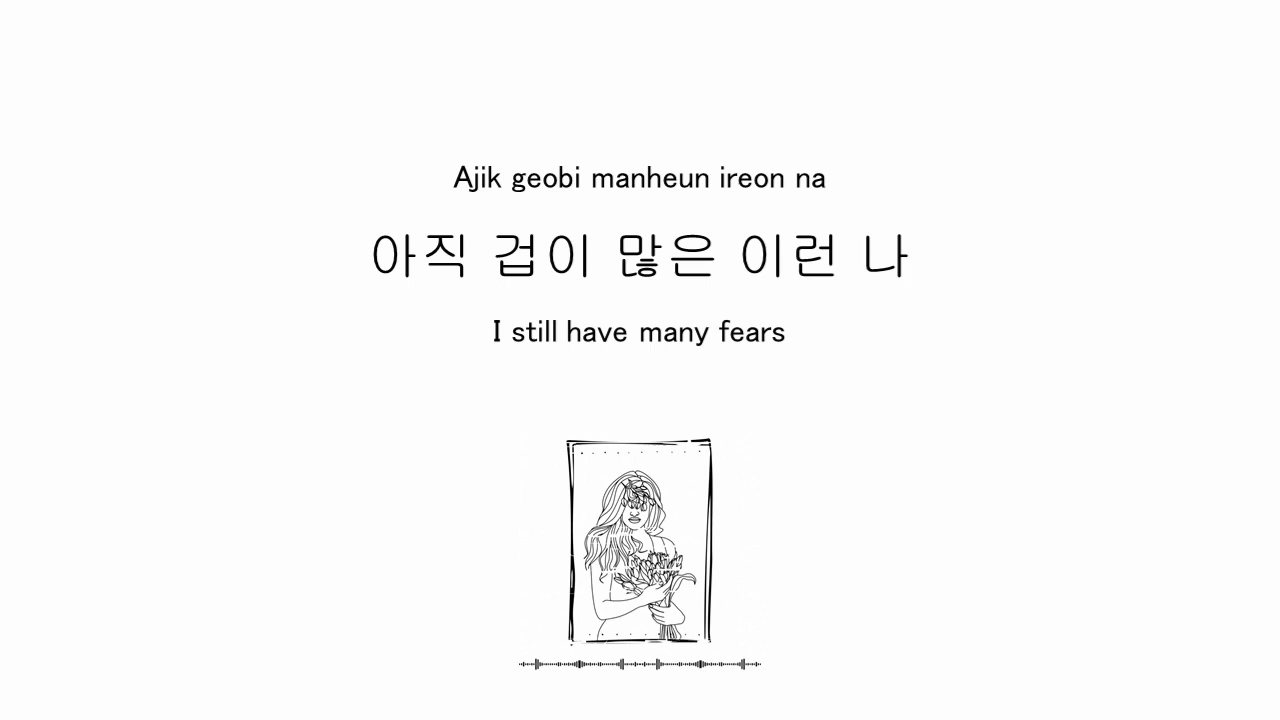 Ajik geobi manheun ireon na
아직 겁이 많은 이런 나
I still have many fears